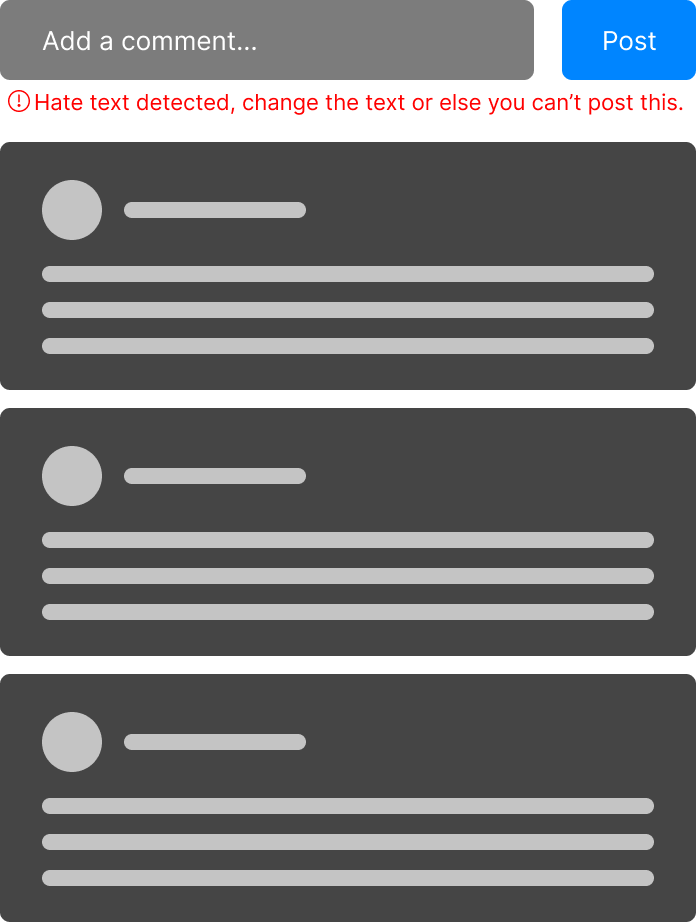 Add a comment...
Post
Hate text detected, change the text or else you can’t post this.